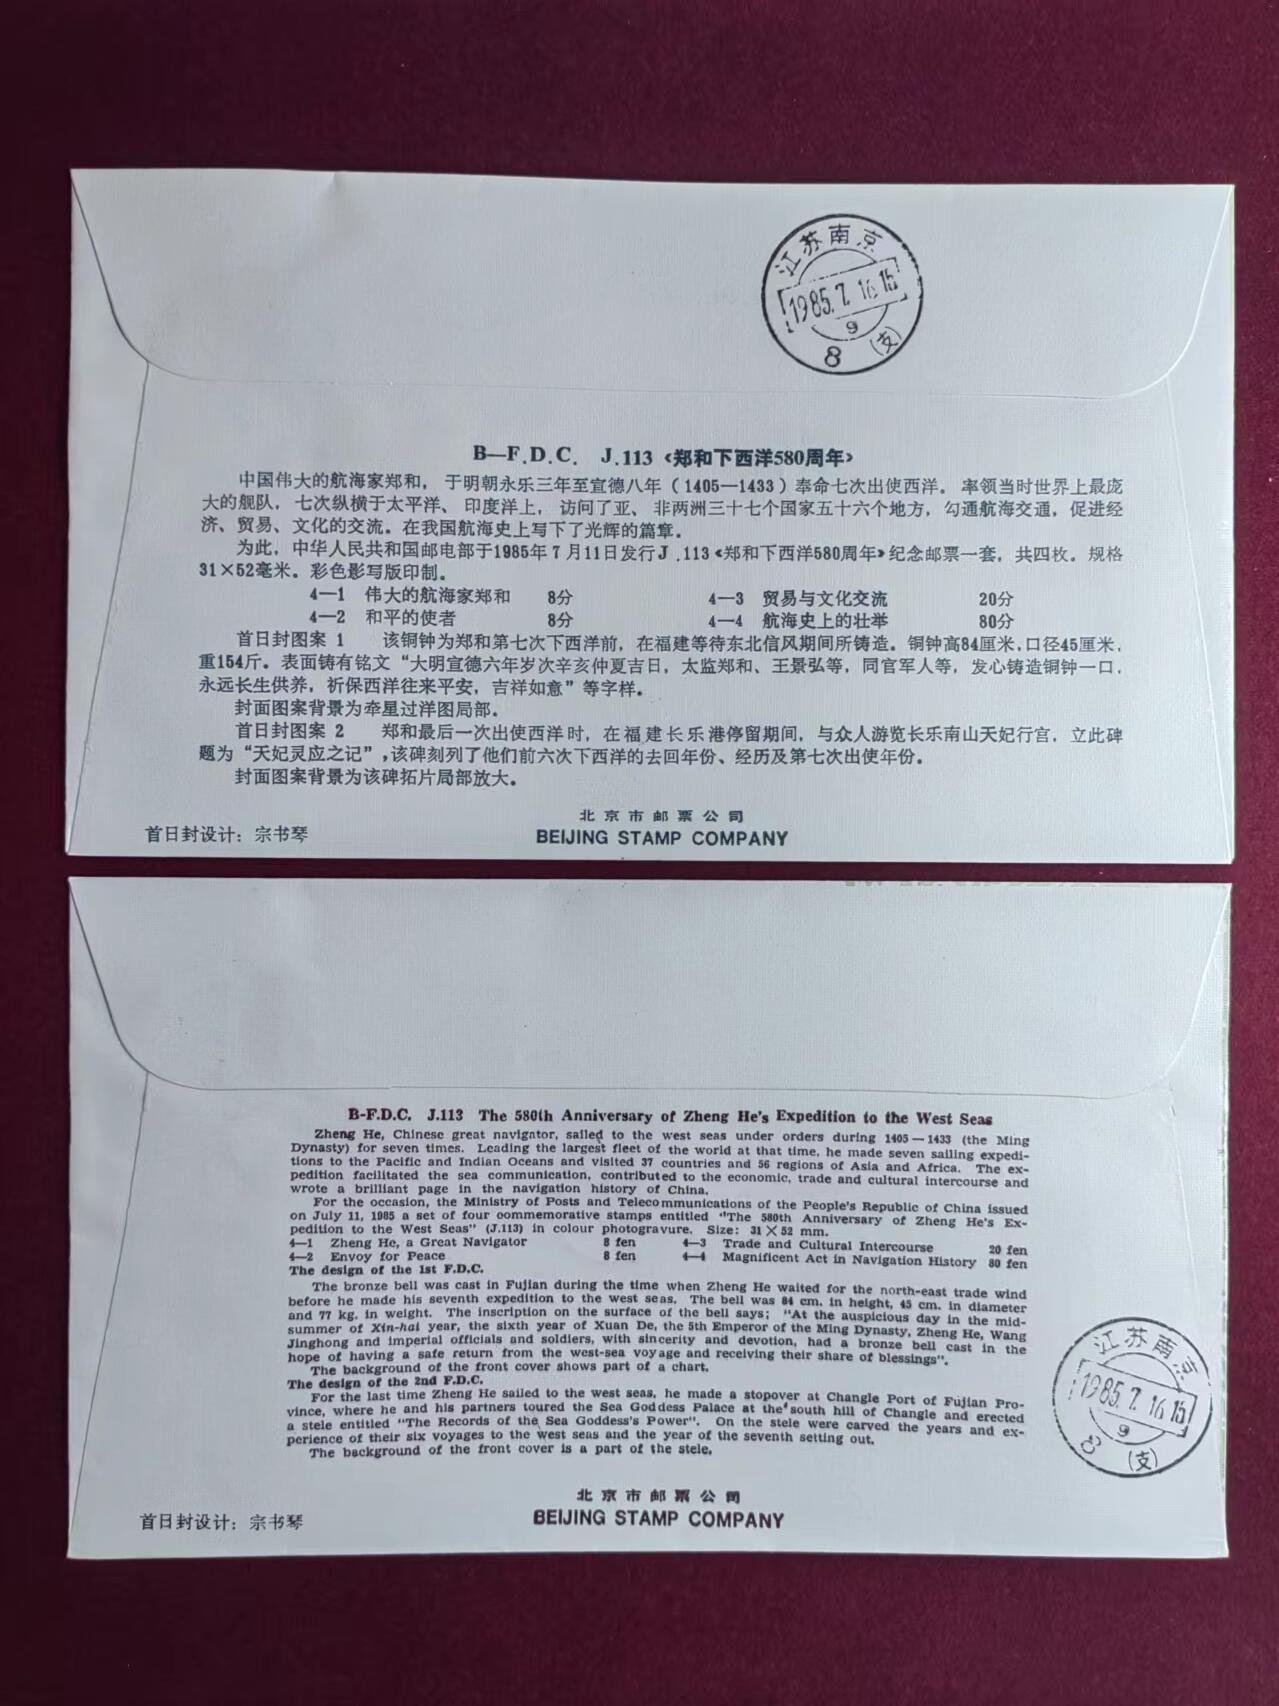 江苏南京
1985.7.16.15
9
8
(支)
B—F.D.C. J.113《郑和下西洋580周年》
中国伟大的航海家郑和，于明朝永乐三年至宣德八年（1405—1433）奉命七次出使西洋。率领当时世界上最庞
大的舰队，七次纵横于太平洋、印度洋上，访问了亚、非两洲三十七个国家五十六个地方，勾通航海交通，促进经
济、贸易、文化的交流。在我国航海史上写下了光辉的篇章。
为此，中华人民共和国邮电部于1985年7月11日发行J.113《郑和下西洋580周年》纪念邮票一套，共四枚。规格
31×52毫米。彩色影写版印制。
4—1 伟大的航海家郑和 8分 4—3 贸易与文化交流 20分
4—2 和平的使者 8分 4—4 航海史上的壮举 80分
首日封图案1 该铜钟为郑和第七次下西洋前，在福建等待东北信风期间所铸造。铜钟高84厘米，口径45厘米，
重154斤。表面铸有铭文“大明宣德六年岁次辛亥仲夏吉日，太监郑和、王景弘等，同官军人等，发心铸造铜钟一口，
永远长生供养，祈保西洋往来平安，吉祥如意”等字样。
封面图案背景为牵星过洋图局部。
首日封图案2 郑和最后一次出使西洋时，在福建长乐港停留期间，与众人游览长乐南山天妃行宫，立此碑
题为“天妃灵应之记”，该碑刻列了他们前六次下西洋的去回年份、经历及第七次出使年份。
封面图案背景为该碑拓片局部放大。
北京市邮票公司
首日封设计：宗书琴
BEIJING STAMP COMPANY
B-F.D.C. J.113 The 580th Anniversary of Zheng He's Expedition to the West Seas
Zheng He, Chinese great navigator, sailed to the west seas under orders during 1405—1433 (the Ming
Dynasty) for seven times. Leading the largest fleet of the world at that time, he made seven sailing expedi-
tions to the Pacific and Indian Oceans and visited 37 countries and 56 regions of Asia and Africa. The ex-
pedition facilitated the sea communication, contributed to the economic, trade and cultural intercourse and
wrote a brilliant page in the navigation history of China.
For the occasion, the Ministry of Posts and Telecommunications of the People's Republic of China issued
on July 11, 1985 a set of four commemorative stamps entitled "The 580th Anniversary of Zheng He's Ex-
pedition to the West Seas" (J.113) in colour photogravure. Size: 31×52 mm.
4—1 Zheng He, a Great Navigator 8 fen 4—3 Trade and Cultural Intercourse 20 fen
4—2 Envoy for Peace 8 fen 4—4 Magnificent Act in Navigation History 80 fen
The design of the 1st F.D.C.
The bronze bell was cast in Fujian during the time when Zheng He waited for the north-east trade wind
before he made his seventh expedition to the west seas. The bell was 84 cm. in height, 45 cm. in diameter
and 77 kg. in weight. The inscription on the surface of the bell says: "At the auspicious day in the mid-
summer of Xin-hai year, the sixth year of Xuan De, the 5th Emperor of the Ming Dynasty, Zheng He, Wang
Jinghong and imperial officials and soldiers, with sincerity and devotion, had a bronze bell cast in the
hope of having a safe return from the west-sea voyage and receiving their share of blessings".
The background of the front cover shows part of a chart.
The design of the 2nd F.D.C.
For the last time Zheng He sailed to the west seas, he made a stopover at Changle Port of Fujian Pro-
vince, where he and his partners toured the Sea Goddess Palace at the south hill of Changle and erected
a stele entitled "The Records of the Sea Goddess's Power". On the stele were carved the years and ex-
perience of their six voyages to the west seas and the year of the seventh setting out.
The background of the front cover is a part of the stele.
江苏南京
1985.7.16.15
9
8
(支)
北京市邮票公司
首日封设计：宗书琴
BEIJING STAMP COMPANY